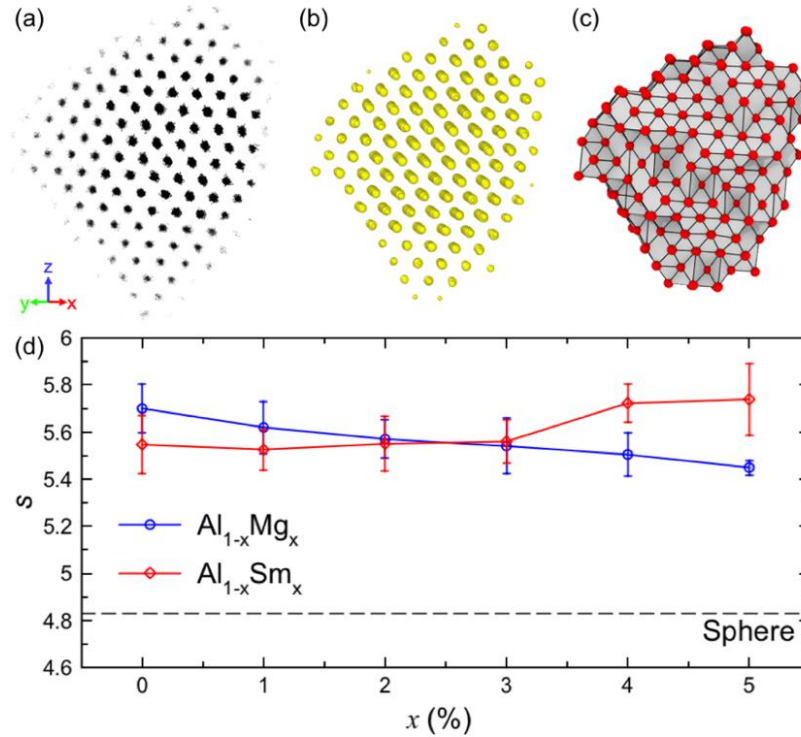 (a)
(b)
(c)
z
y
x
(d)
6
5.8
5.6
5.4
5.2
5
4.8
4.6
s
Al1-xMgx
Al1-xSmx
Sphere
0
1
2
3
4
5
x (%)